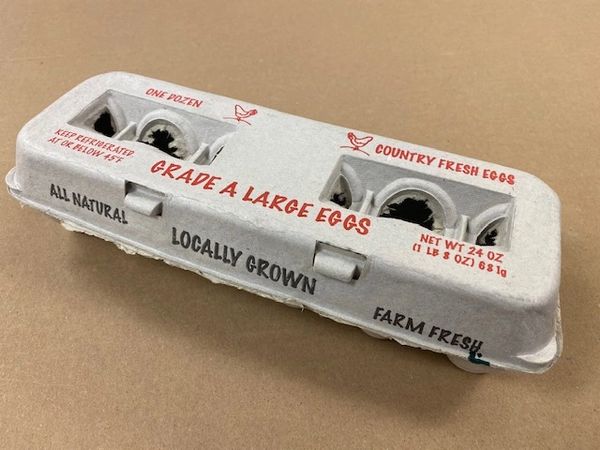 ONE DOZEN
KEEP REFRIGERATED
AT OR BELOW 45°F
COUNTRY FRESH EGGS
GRADE A LARGE EGGS
NET WT 24 OZ
(1 LB 8 OZ) 681g
ALL NATURAL
LOCALLY GROWN
FARM FRESH